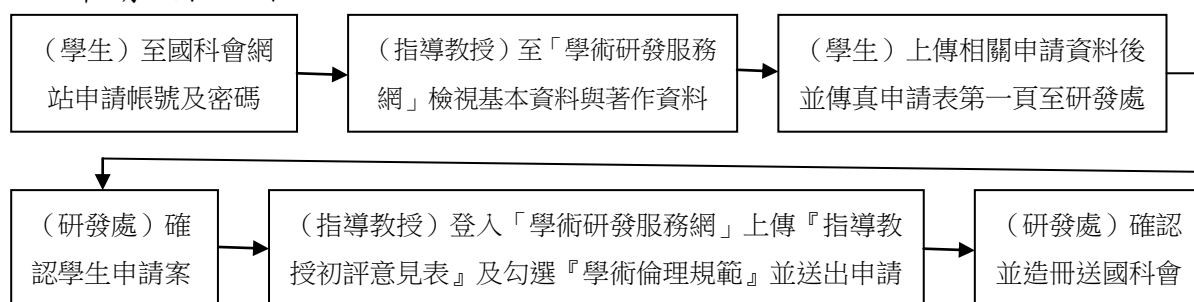 （學生）至國科會網
站申請帳號及密碼
（指導教授）至「學術研發服務
網」檢視基本資料與著作資料
（學生）上傳相關申請資料後
並傳真申請表第一頁至研發處
（研發處）確
認學生申請案
（指導教授）登入「學術研發服務網」上傳『指導教
授初評意見表』及勾選『學術倫理規範』並送出申請
（研發處）確認
並造冊送國科會